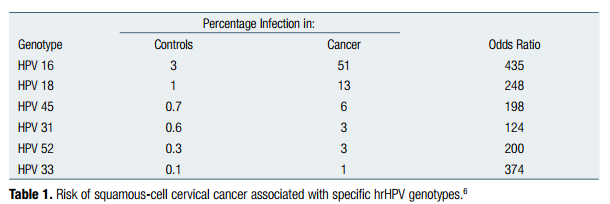 Percentage Infection in:
Genotype Controls Cancer Odds Ratio
HPV 16 3 51 435
HPV 18 1 13 248
HPV 45 0.7 6 198
HPV 31 0.6 3 124
HPV 52 0.3 3 200
HPV 33 0.1 1 374
Table 1. Risk of squamous-cell cervical cancer associated with specific hrHPV genotypes.⁶